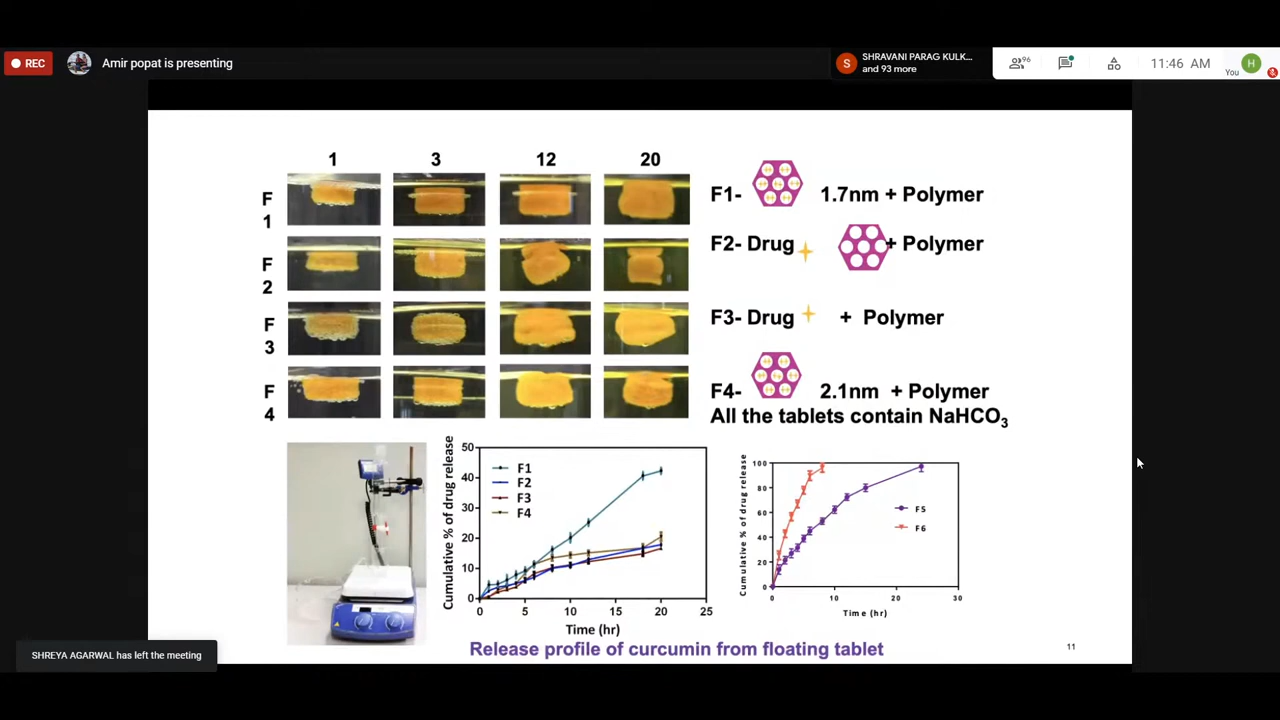 REC
Amir popat is presenting
SHRAVANI PARAG KULK...
and 93 more
S
96
11:46 AM
You
H
1 3 12 20
F
1
F
2
F
3
F
4
F1- 1.7nm + Polymer
F2- Drug + Polymer
F3- Drug + Polymer
F4- 2.1nm + Polymer
All the tablets contain NaHCO3
Cumulative % of drug release
50
40
30
20
10
0
F1
F2
F3
F4
0 5 10 15 20 25
Time (hr)
Cumulative % of drug release
100
80
60
40
20
0
F5
F6
0 10 20 30
Time (hr)
Release profile of curcumin from floating tablet
11
SHREYA AGARWAL has left the meeting